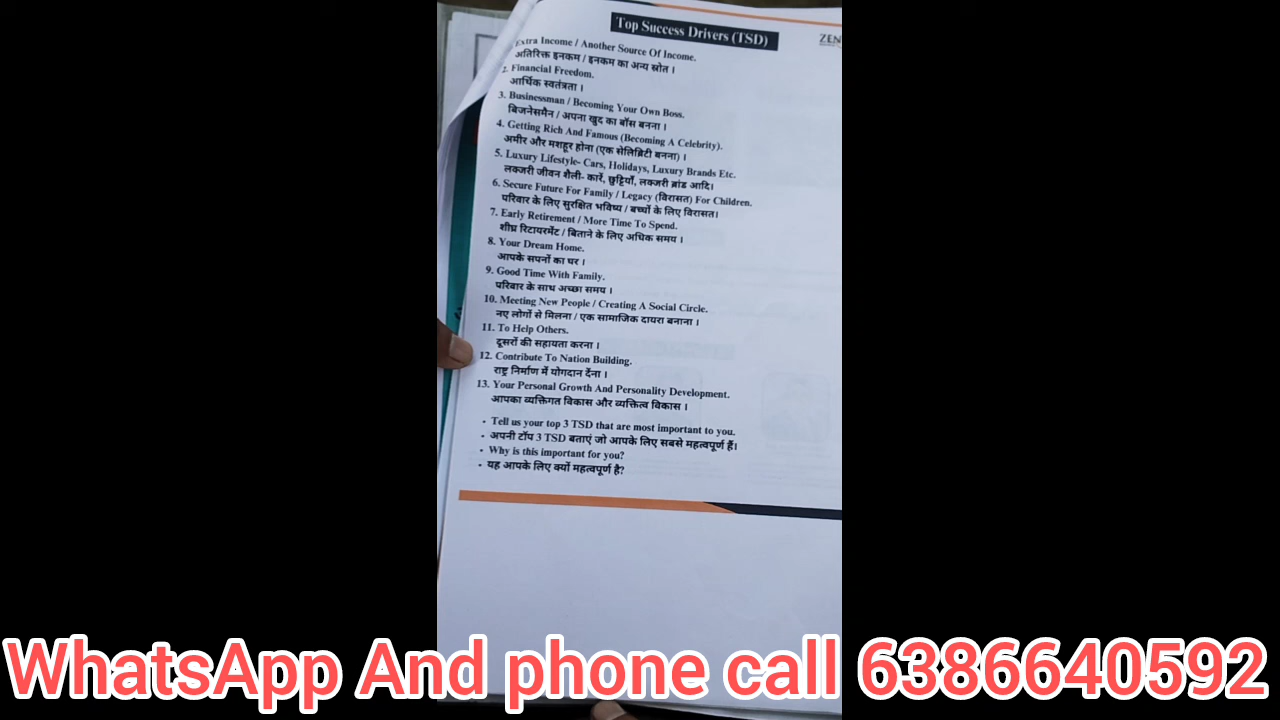 Top Success Drivers (TSD)
ZEN
Extra Income / Another Source Of Income.
अतिरिक्त इनकम / इनकम का अन्य स्रोत ।
2. Financial Freedom.
आर्थिक स्वतंत्रता ।
3. Businessman / Becoming Your Own Boss.
बिजनेसमैन / अपना खुद का बॉस बनना ।
4. Getting Rich And Famous (Becoming A Celebrity).
अमीर और मशहूर होना (एक सेलिब्रिटी बनना) ।
5. Luxury Lifestyle- Cars, Holidays, Luxury Brands Etc.
लक्जरी जीवन शैली- कारें, छुट्टियाँ, लक्जरी ब्रांड आदि।
6. Secure Future For Family / Legacy (विरासत) For Children.
परिवार के लिए सुरक्षित भविष्य / बच्चों के लिए विरासत।
7. Early Retirement / More Time To Spend.
शीघ्र रिटायरमेंट / बिताने के लिए अधिक समय ।
8. Your Dream Home.
आपके सपनों का घर ।
9. Good Time With Family.
परिवार के साथ अच्छा समय ।
10. Meeting New People / Creating A Social Circle.
नए लोगों से मिलना / एक सामाजिक दायरा बनाना ।
11. To Help Others.
दूसरों की सहायता करना ।
12. Contribute To Nation Building.
राष्ट्र निर्माण में योगदान देंना ।
13. Your Personal Growth And Personality Development.
आपका व्यक्तिगत विकास और व्यक्तित्व विकास ।
• Tell us your top 3 TSD that are most important to you.
• अपनी टॉप 3 TSD बताएं जो आपके लिए सबसे महत्वपूर्ण हैं।
• Why is this important for you?
• यह आपके लिए क्यों महत्वपूर्ण है?
WhatsApp And phone call 6386640592